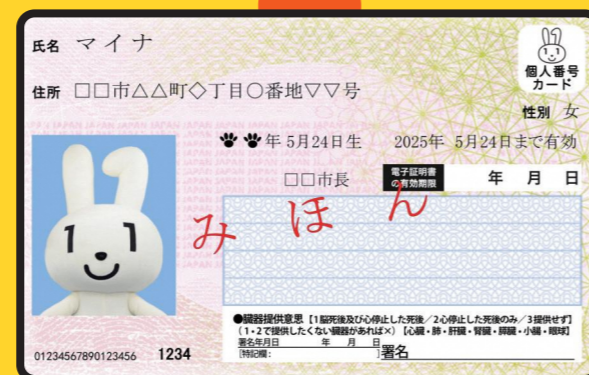 氏名 マイナ
個人番号
カード
住所 □□市△△町◇丁目○番地▽▽号
性別 女
年 5月24日生 2025年 5月24日まで有効
□□市長 電子証明書の有効期限 年 月 日
みほん
●臓器提供意思【1脳死後及び心停止した死後/2心停止した死後のみ/3提供せず】
(1・2で提供したくない臓器があれば×)【心臓・肺・肝臓・腎臓・膵臓・小腸・眼球】
署名年月日 年 月 日
[特記欄: ]署名
01234567890123456 1234